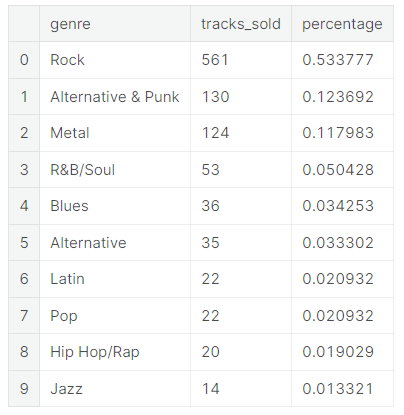 genre tracks_sold percentage
0 Rock 561 0.533777
1 Alternative & Punk 130 0.123692
2 Metal 124 0.117983
3 R&B/Soul 53 0.050428
4 Blues 36 0.034253
5 Alternative 35 0.033302
6 Latin 22 0.020932
7 Pop 22 0.020932
8 Hip Hop/Rap 20 0.019029
9 Jazz 14 0.013321